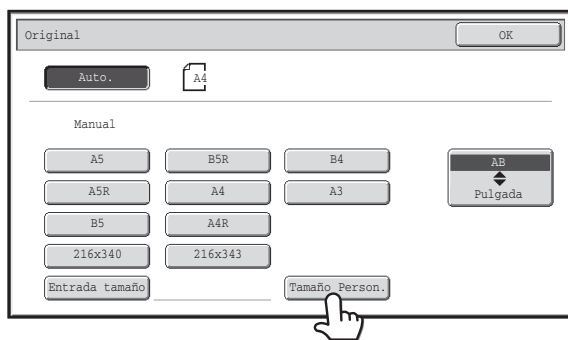 Original OK
Auto. A4
Manual
A5 B5R B4 AB
A5R A4 A3 Pulgada
B5 A4R
216x340 216x343
Entrada tamaño Tamaño Person.